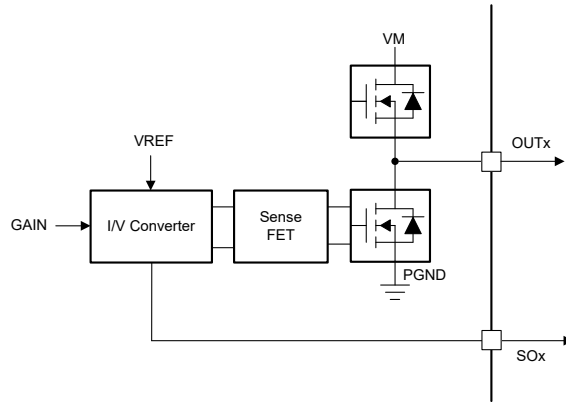 VM
OUTx
VREF
GAIN
I/V Converter
Sense
FET
PGND
SOx